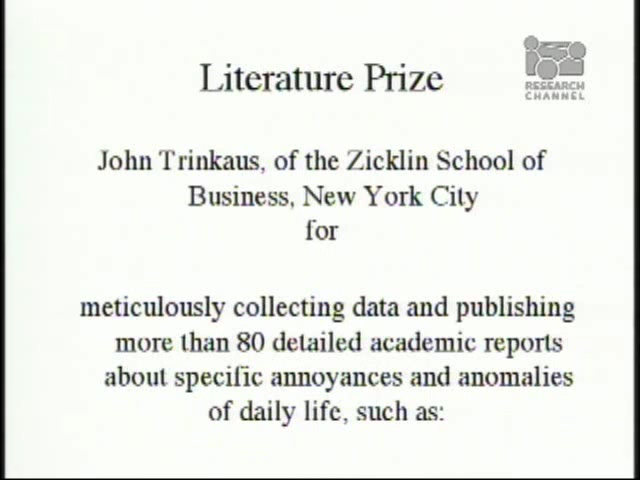 Literature Prize
RESEARCH
CHANNEL
John Trinkaus, of the Zicklin School of
Business, New York City
for
meticulously collecting data and publishing
more than 80 detailed academic reports
about specific annoyances and anomalies
of daily life, such as: